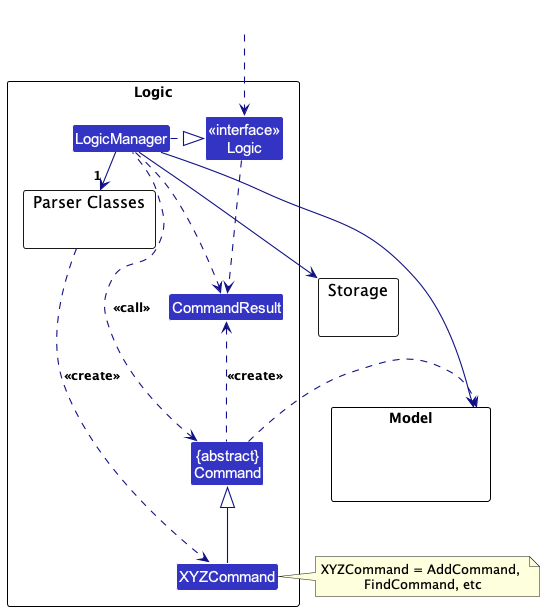 Logic
LogicManager
«interface»
Logic
1
Parser Classes
Storage
CommandResult
«call»
«create»
«create»
Model
{abstract}
Command
XYZCommand
XYZCommand = AddCommand,
FindCommand, etc